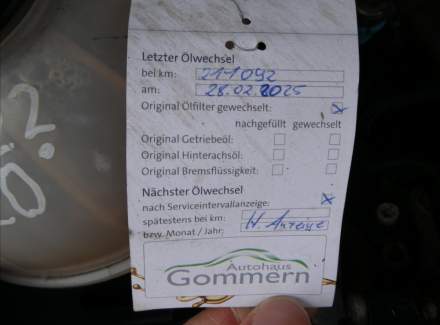 Letzter Ölwechsel
bei km: 211092
am: 28.02.2025
Original Ölfilter gewechselt:
nachgefüllt gewechselt
Original Getriebeöl:
Original Hinterachsöl:
Original Bremsflüssigkeit:
Nächster Ölwechsel
nach Serviceintervallanzeige:
spätestens bei km:
bzw. Monat / Jahr: N. Anzeige
Autohaus
Gommern